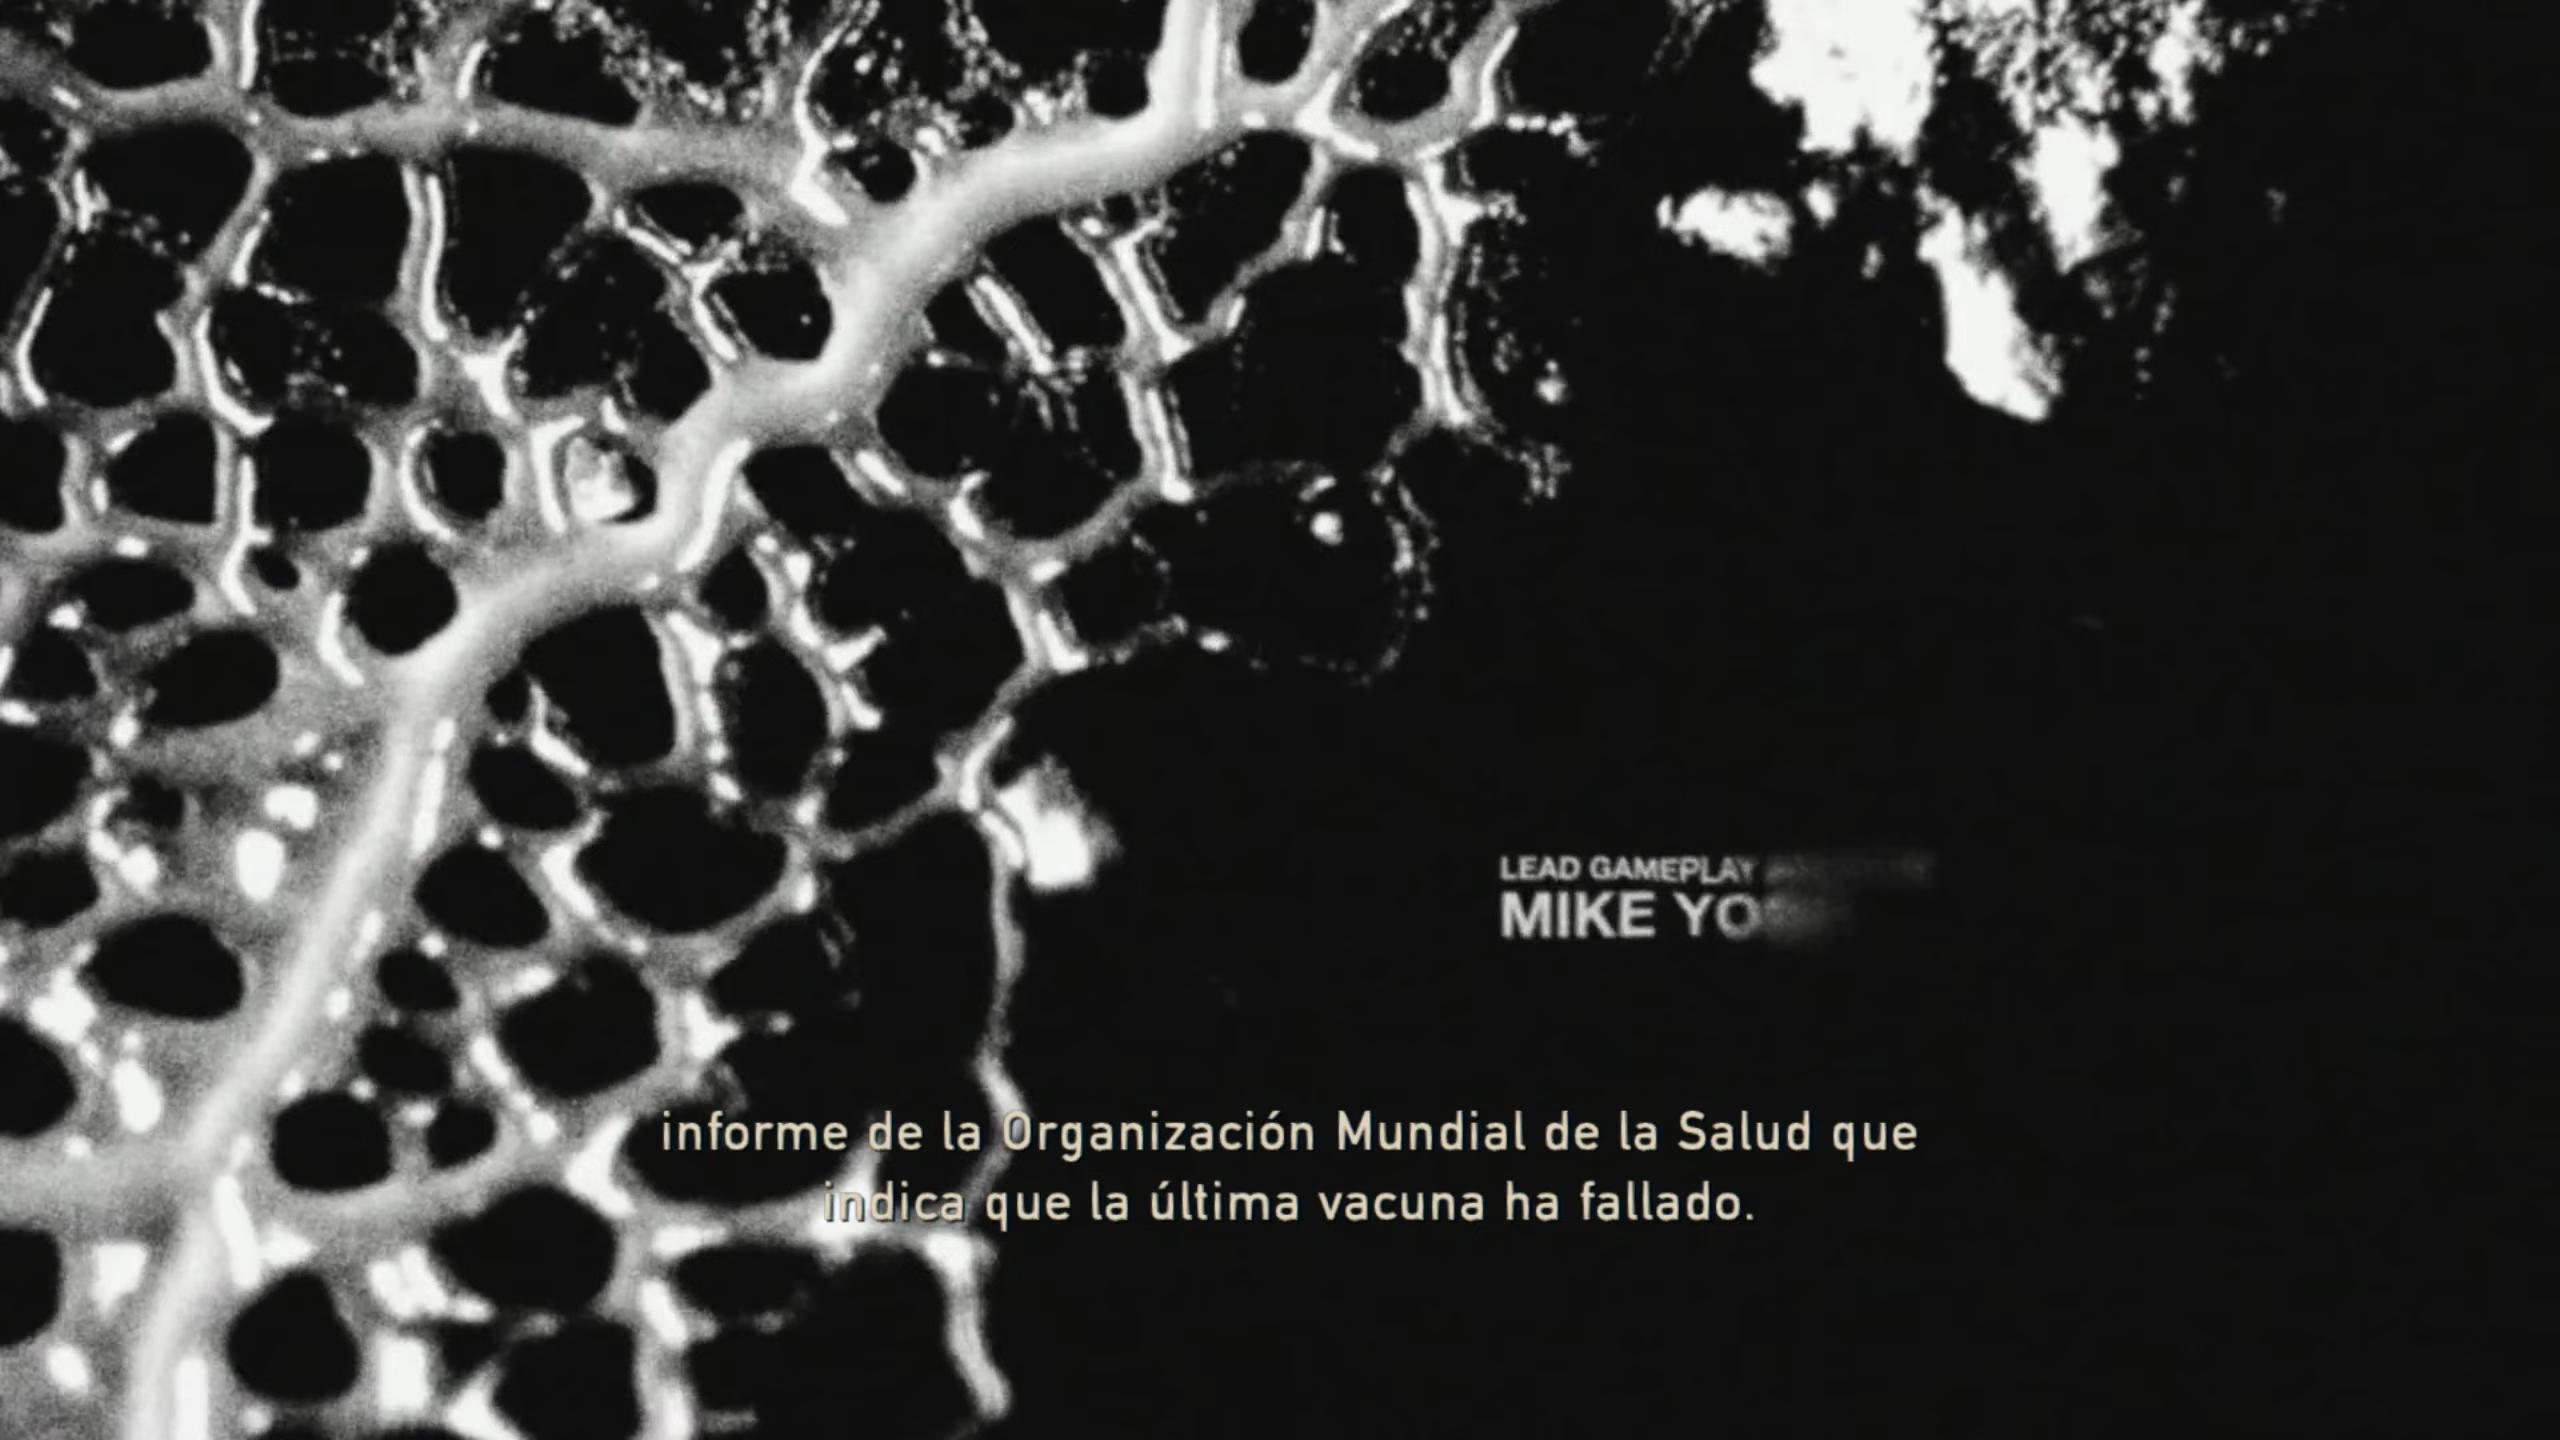 LEAD GAMEPLAY
MIKE
informe de la Organización Mundial de la Salud que
indica que la última vacuna ha fallado.